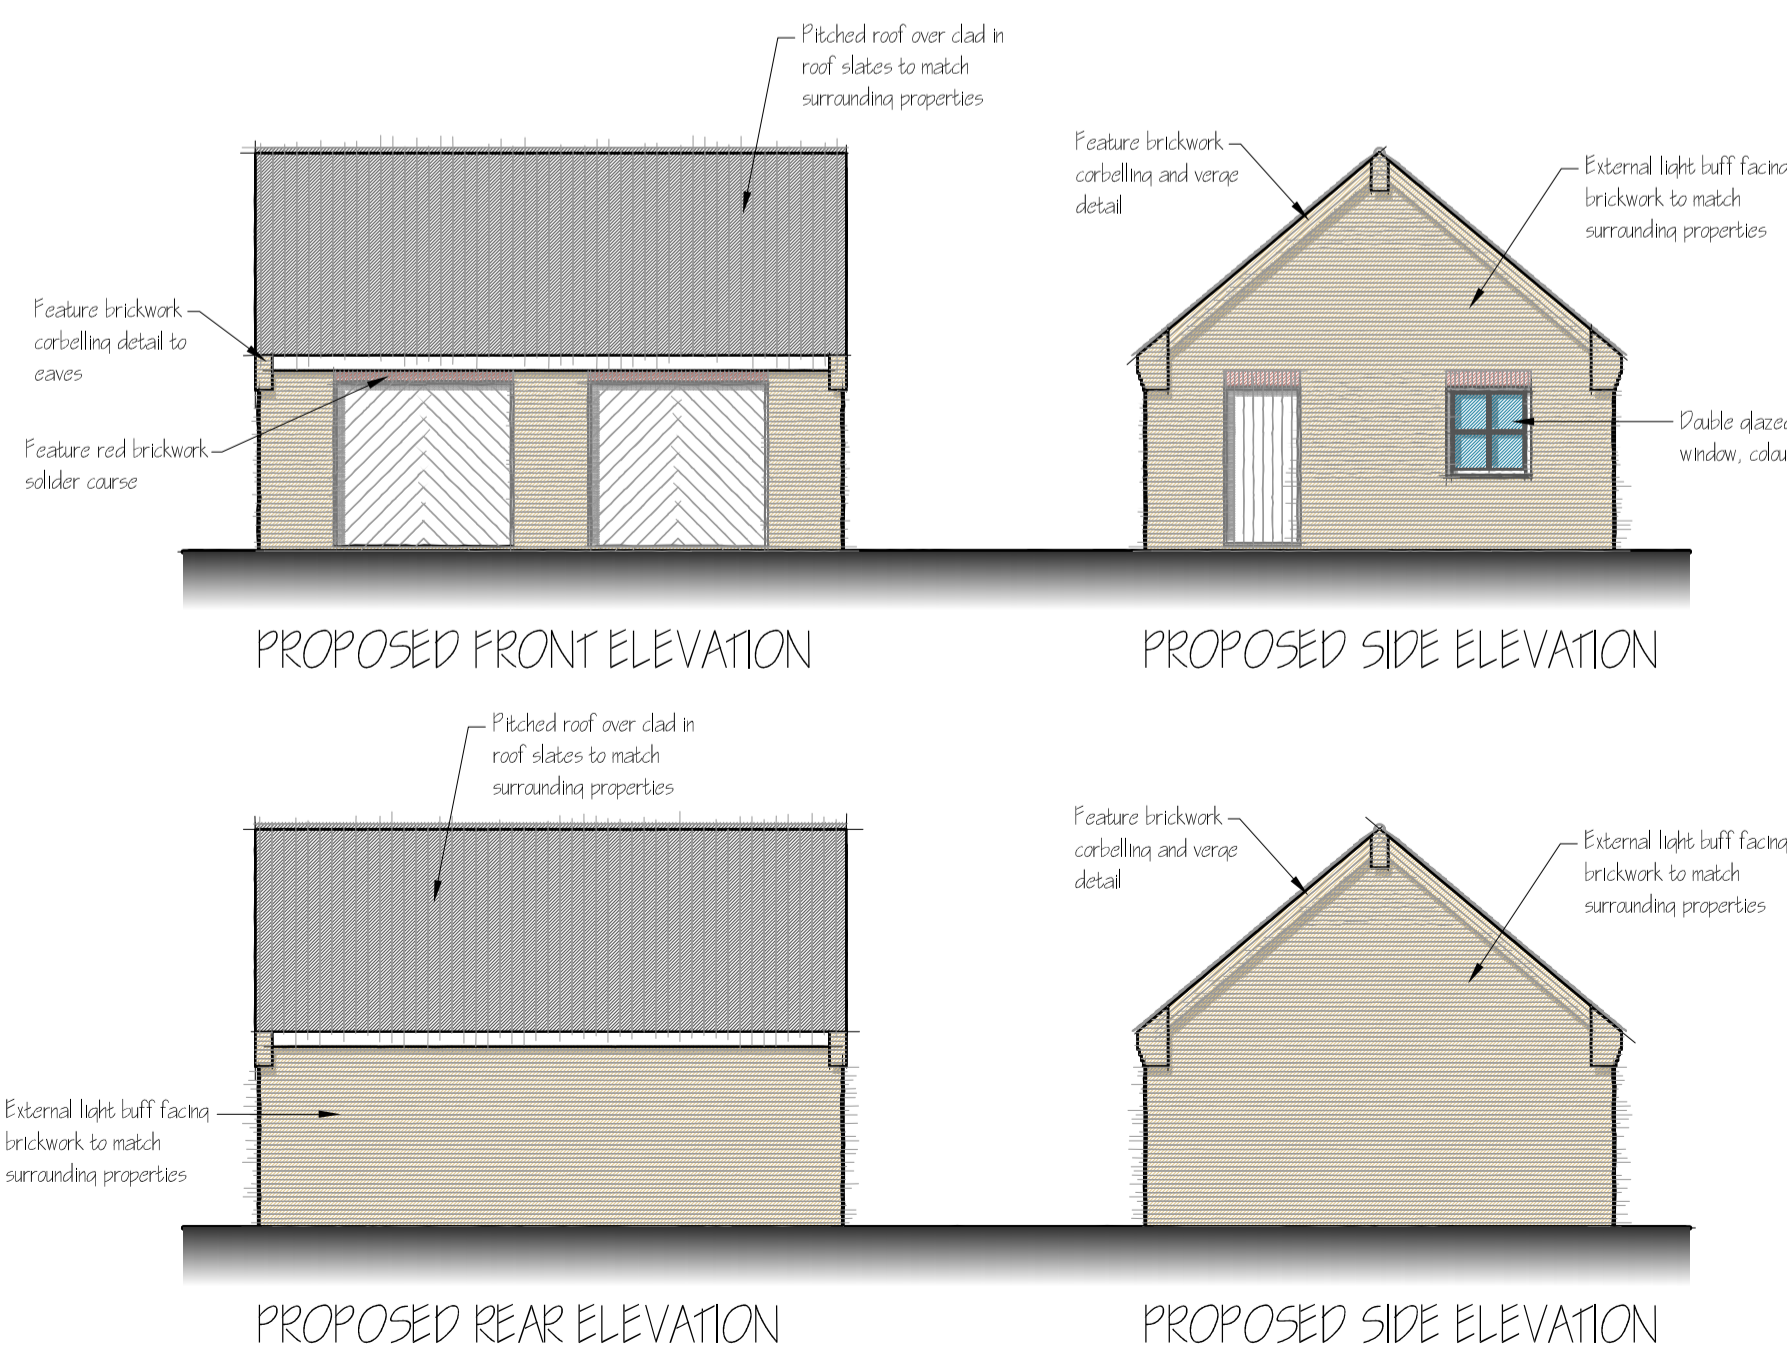 Pitched roof over clad in
roof slates to match
surrounding properties
Feature brickwork
corbelling and verge
detail
External light buff facing
brickwork to match
surrounding properties
Feature brickwork
corbelling detail to
eaves
Feature red brickwork
solider course
Double glazed
window,
PROPOSED FRONT ELEVATION
PROPOSED SIDE ELEVATION
Pitched roof over clad in
roof slates to match
surrounding properties
Feature brickwork
corbelling and verge
detail
External light buff facing
brickwork to match
surrounding properties
External light buff facing
brickwork to match
surrounding properties
PROPOSED REAR ELEVATION
PROPOSED SIDE ELEVATION